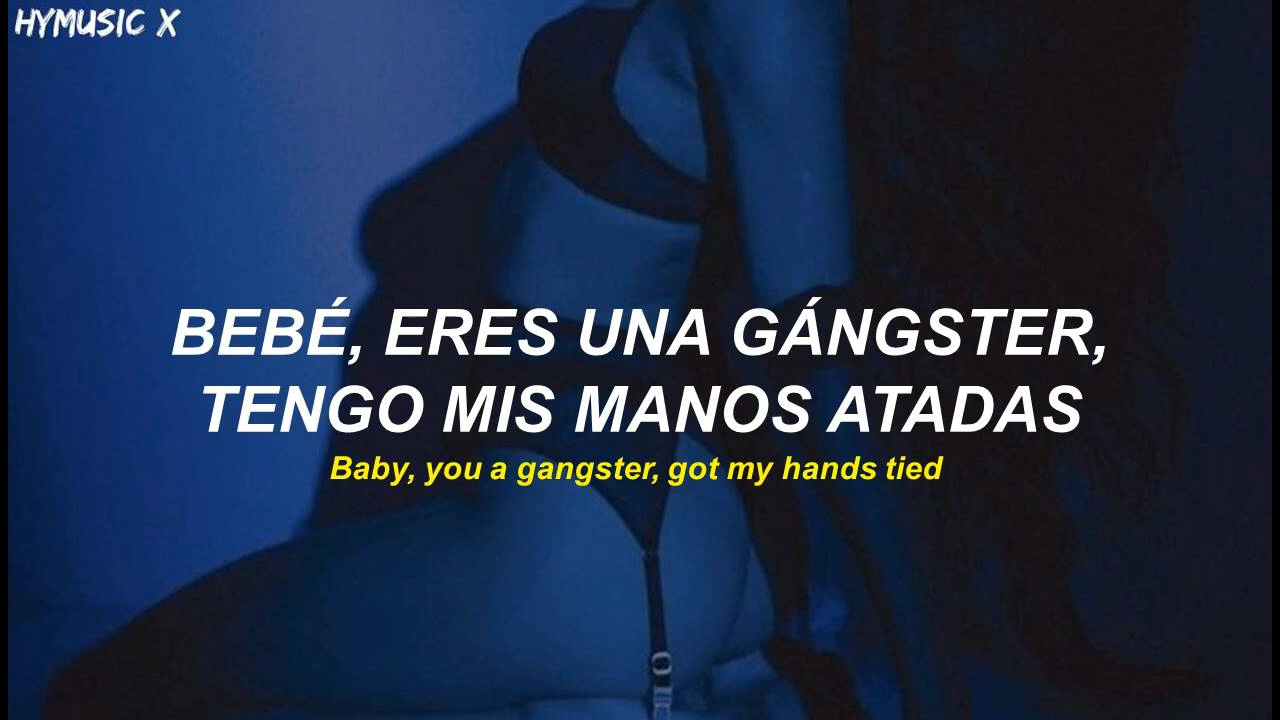 HYMUSIC X
BEBÉ, ERES UNA GÁNGSTER,
TENGO MIS MANOS ATADAS
Baby, you a gangster, got my hands tied